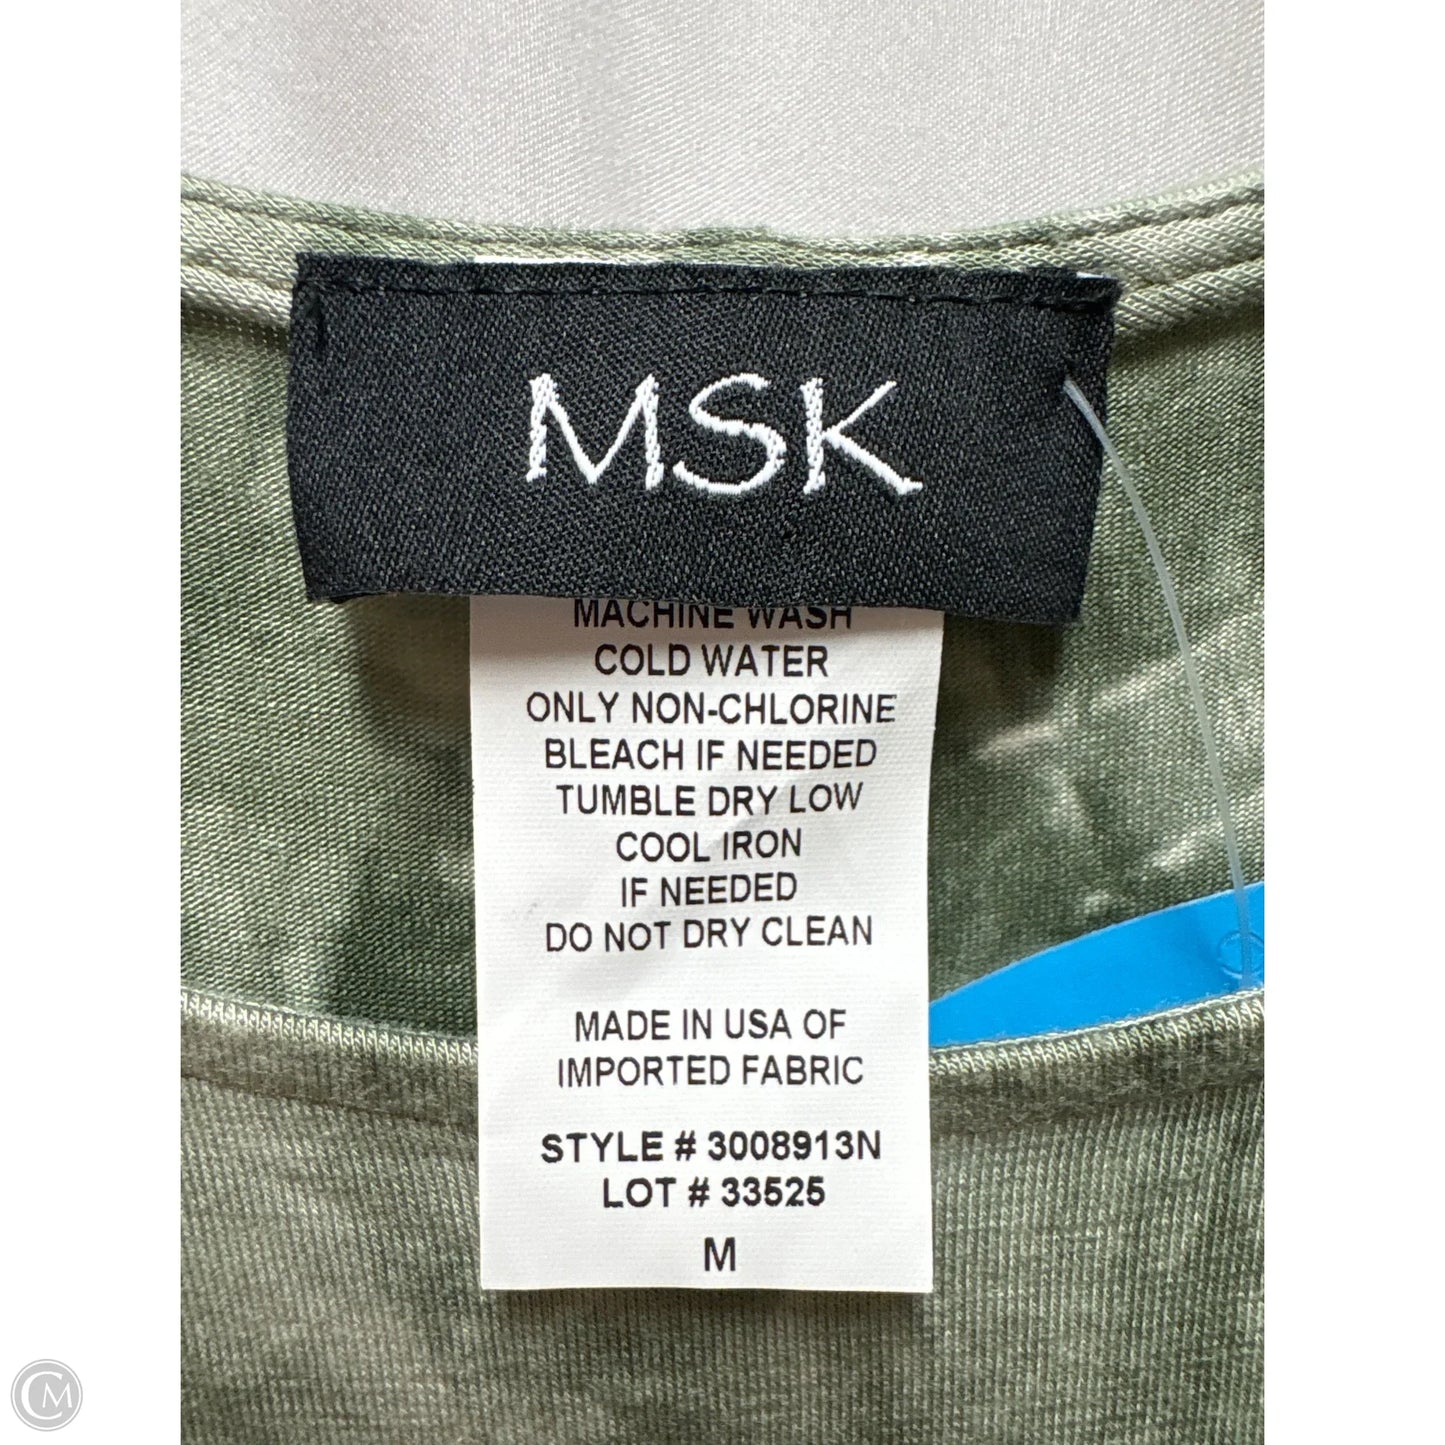 MSK
MACHINE WASH
COLD WATER
ONLY NON-CHLORINE
BLEACH IF NEEDED
TUMBLE DRY LOW
COOL IRON
IF NEEDED
DO NOT DRY CLEAN
MADE IN USA OF
IMPORTED FABRIC
STYLE # 3008913N
LOT # 33525
M
CM